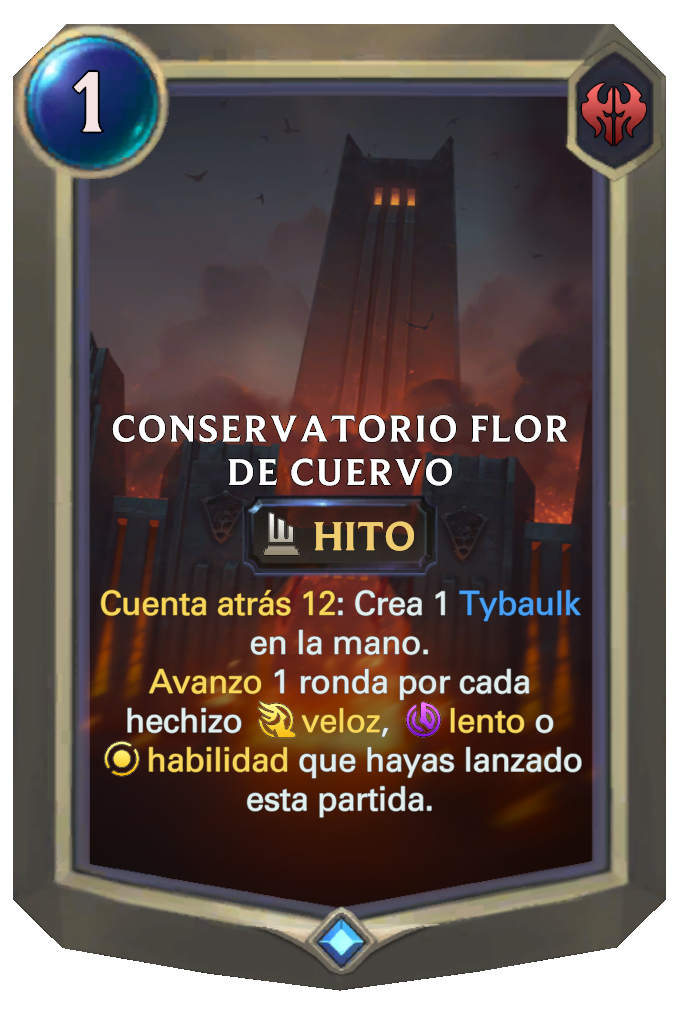 1
CONSERVATORIO FLOR
DE CUERVO
HITO
Cuenta atrás 12: Crea 1 Tybaulk
en la mano.
Avanzo 1 ronda por cada
hechizo veloz, lento o
habilidad que hayas lanzado
esta partida.